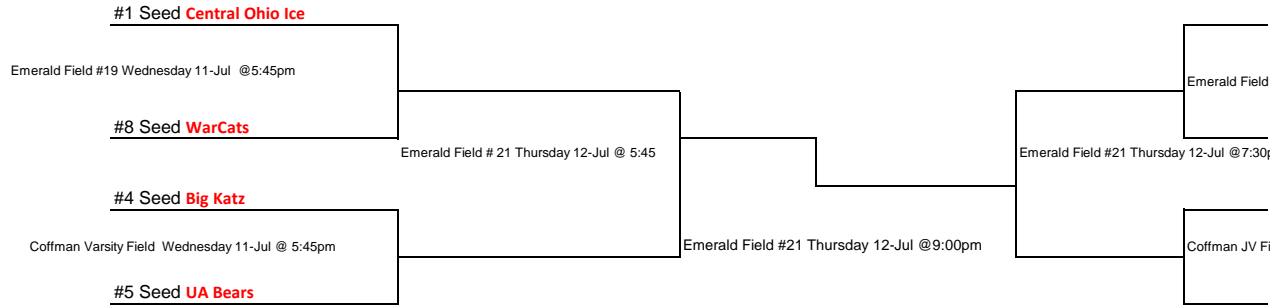 #1 Seed Central Ohio Ice
Emerald Field #19 Wednesday 11-Jul @5:45pm
Emerald Field
#8 Seed WarCats
Emerald Field # 21 Thursday 12-Jul @ 5:45
Emerald Field #21 Thursday 12-Jul @7:30
#4 Seed Big Katz
Coffman Varsity Field Wednesday 11-Jul @ 5:45pm
Emerald Field #21 Thursday 12-Jul @9:00pm
Coffman JV
#5 Seed UA Bears